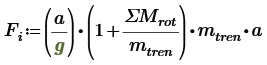 F_i := (a/g) · (1 + ΣM_rot/m_tren) · m_tren · a